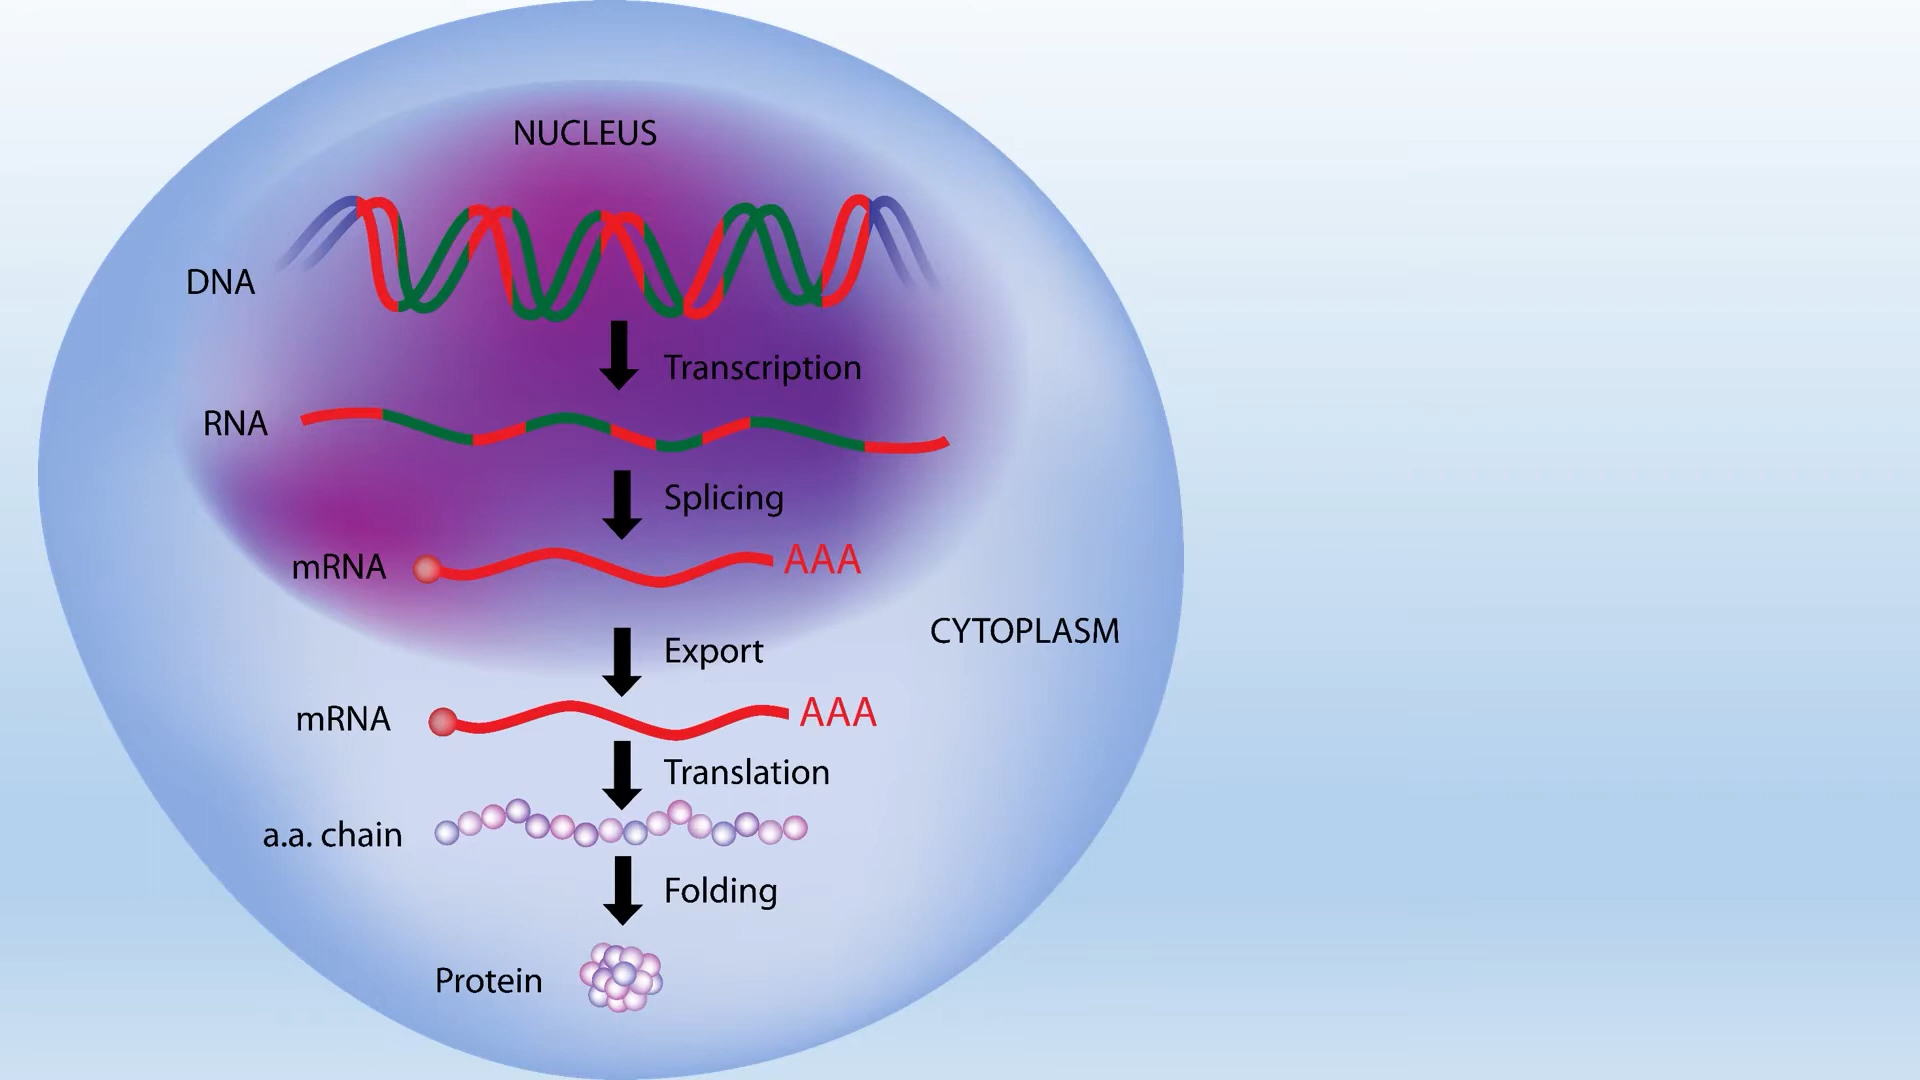 NUCLEUS
DNA
Transcription
RNA
Splicing
mRNA
AAA
CYTOPLASM
Export
mRNA
AAA
Translation
a.a. chain
Folding
Protein